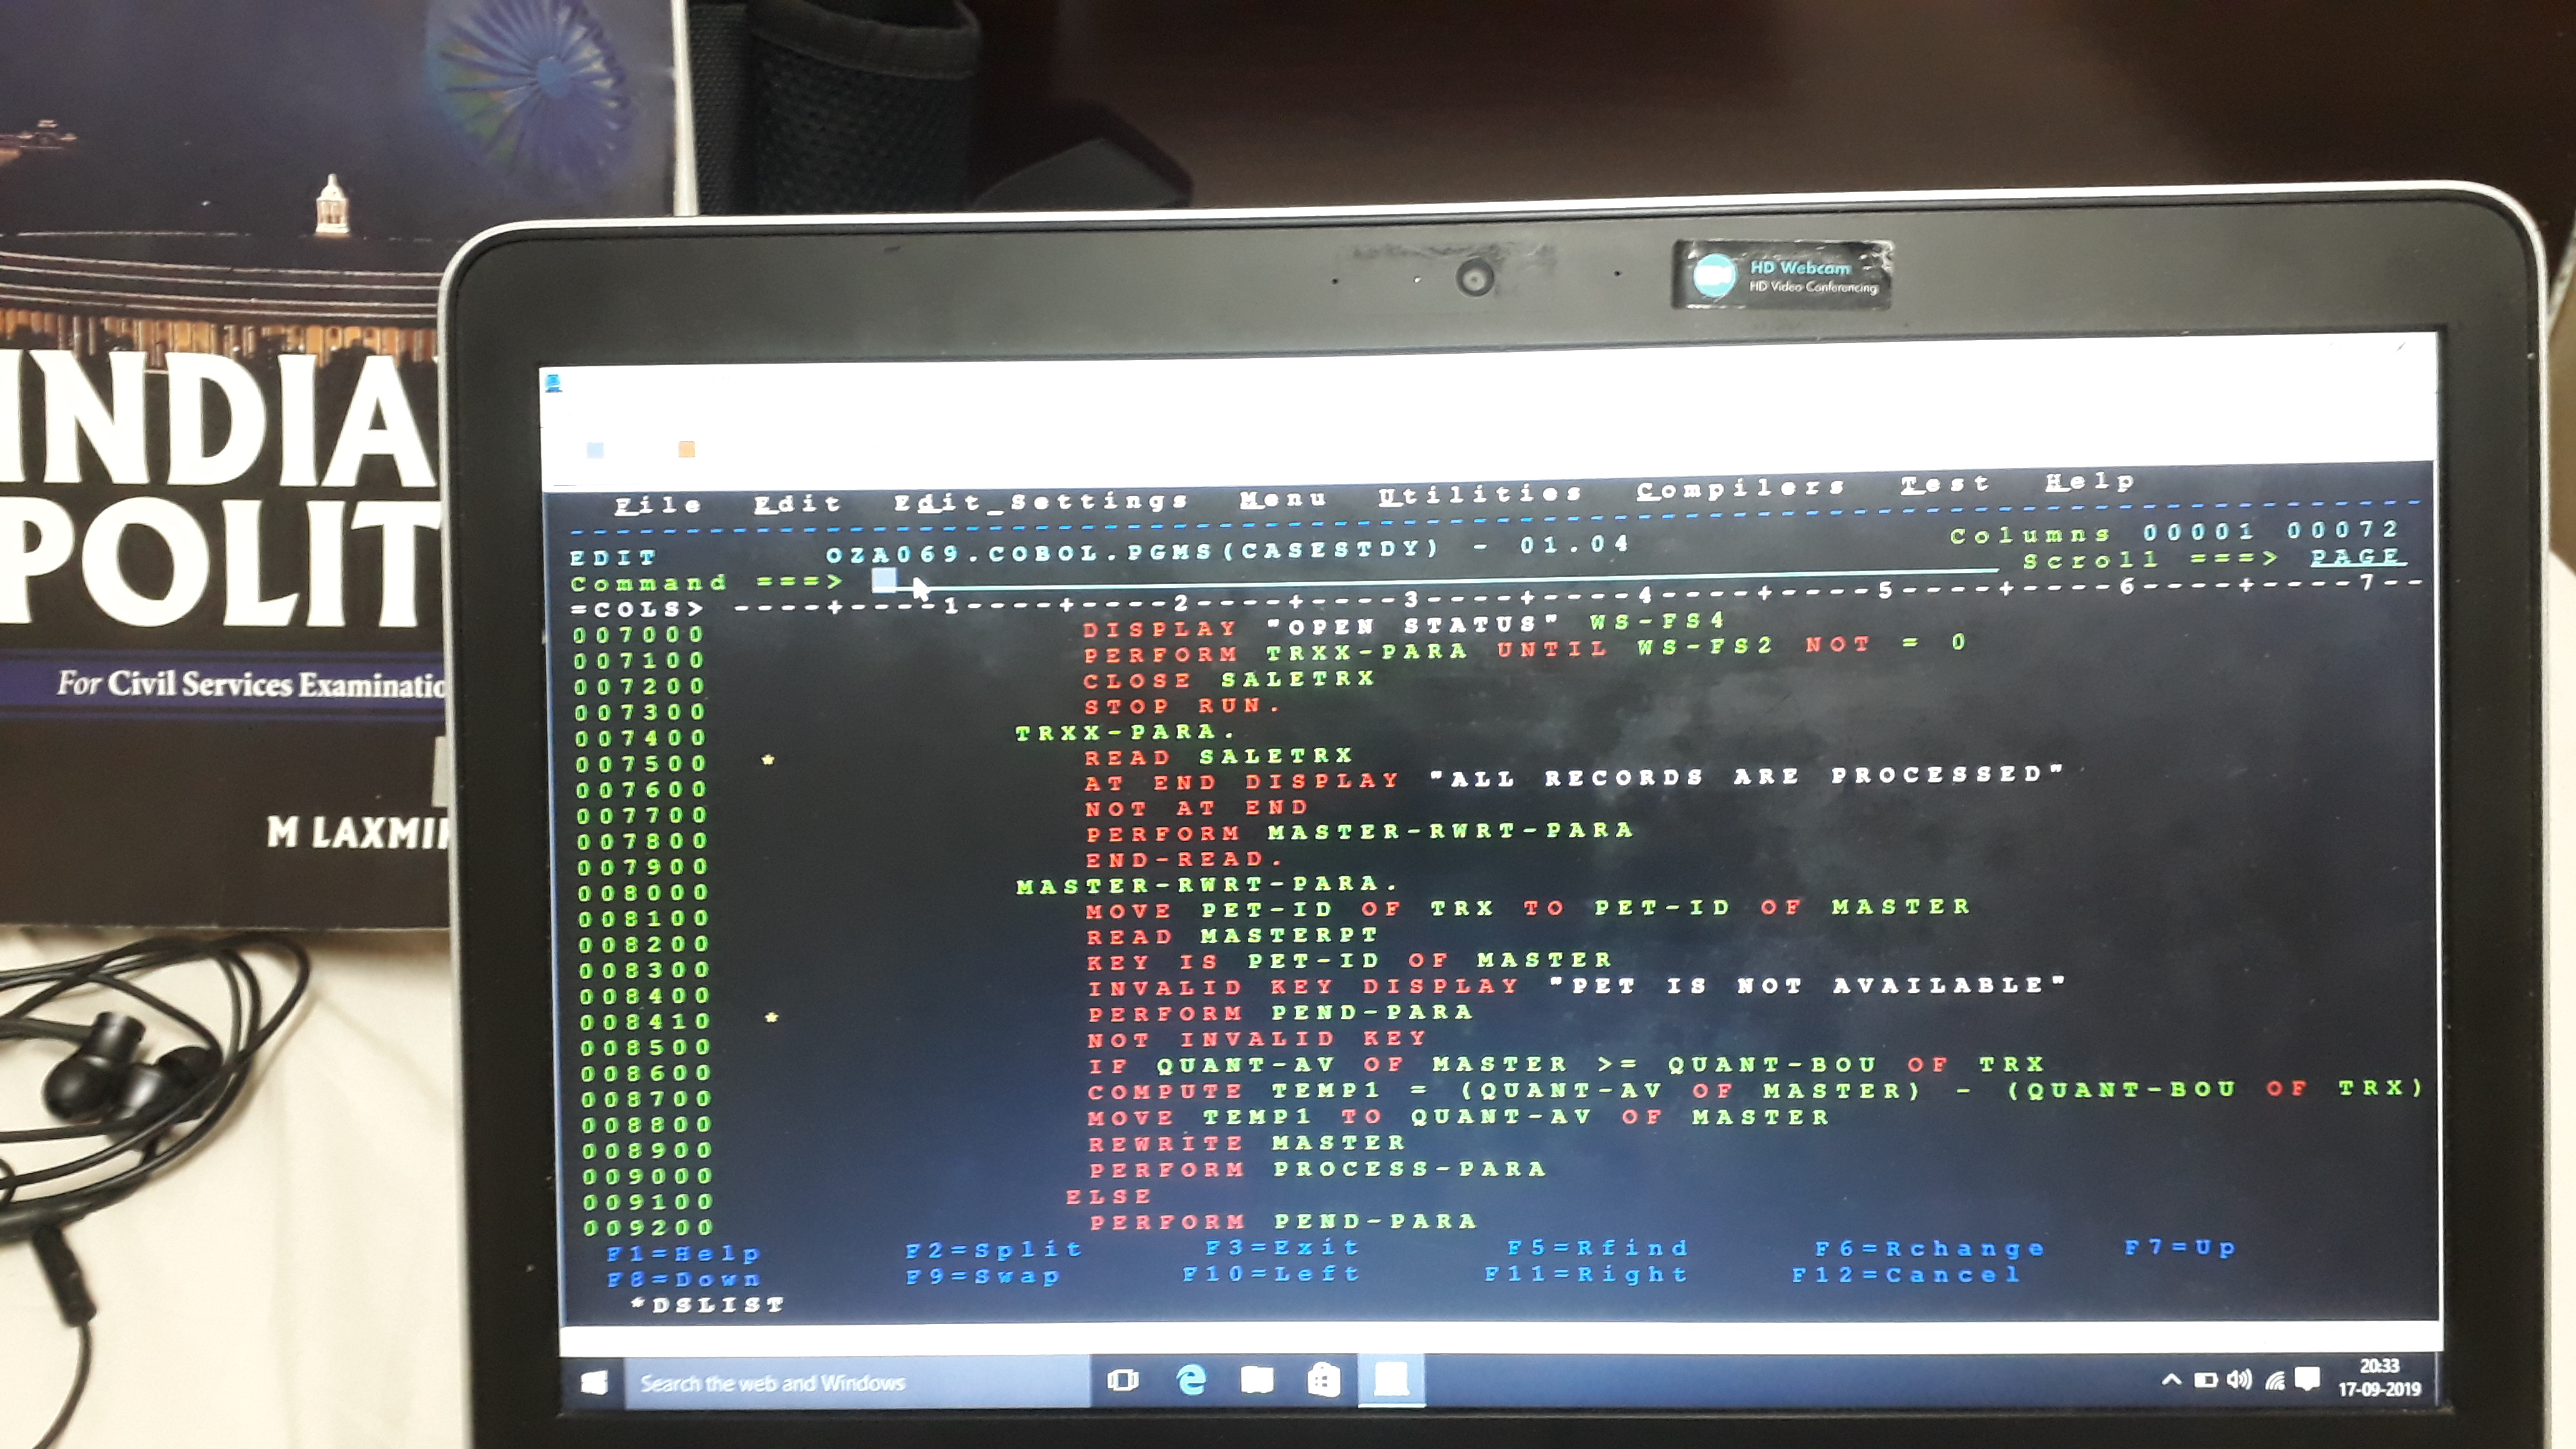 INDIA
POLIT
For Civil Services Examinatio
M LAXMI
HD Webcam
HD Video Conferencing
File Edit Edit_Settings Menu Utilities Compilers Test Help
EDIT OZA069.COBOL.PGMS(CASESTDY) - 01.04 Columns 00001 00072
Command ===> Scroll ===> PAGE
=COLS> ----+----1----+----2----+----3----+----4----+----5----+----6----+----7--
007000 DISPLAY "OPEN STATUS" WS-FS4
007100 PERFORM TRXX-PARA UNTIL WS-FS2 NOT = 0
007200 CLOSE SALETRX
007300 STOP RUN.
007400 TRXX-PARA.
007500 * READ SALETRX
007600 AT END DISPLAY "ALL RECORDS ARE PROCESSED"
007700 NOT AT END
007800 PERFORM MASTER-RWRT-PARA
007900 END-READ.
008000 MASTER-RWRT-PARA.
008100 MOVE PET-ID OF TRX TO PET-ID OF MASTER
008200 READ MASTERPT
008300 KEY IS PET-ID OF MASTER
008400 INVALID KEY DISPLAY "PET IS NOT AVAILABLE"
008410 * PERFORM PEND-PARA
008500 NOT INVALID KEY
008600 IF QUANT-AV OF MASTER >= QUANT-BOU OF TRX
008700 COMPUTE TEMP1 = (QUANT-AV OF MASTER) - (QUANT-BOU OF TRX)
008800 MOVE TEMP1 TO QUANT-AV OF MASTER
008900 REWRITE MASTER
009000 PERFORM PROCESS-PARA
009100 ELSE
009200 PERFORM PEND-PARA
F1=Help F2=Split F3=Exit F5=Rfind F6=Rchange F7=Up
F8=Down F9=Swap F10=Left F11=Right F12=Cancel
*DSLIST
Search the web and Windows
20:33
17-09-2019